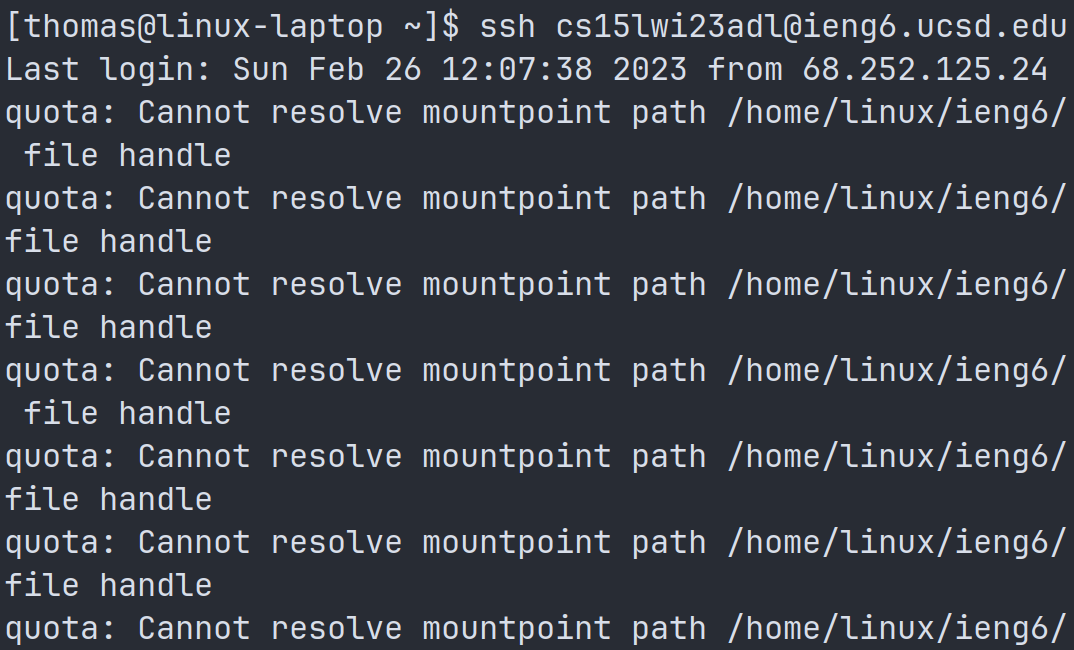 [thomas@linux-laptop ~]$ ssh cs15lwi23adl@ieng6.ucsd.edu
Last login: Sun Feb 26 12:07:38 2023 from 68.252.125.24
quota: Cannot resolve mountpoint path /home/linux/ieng6/
 file handle
quota: Cannot resolve mountpoint path /home/linux/ieng6/
file handle
quota: Cannot resolve mountpoint path /home/linux/ieng6/
file handle
quota: Cannot resolve mountpoint path /home/linux/ieng6/
 file handle
quota: Cannot resolve mountpoint path /home/linux/ieng6/
file handle
quota: Cannot resolve mountpoint path /home/linux/ieng6/
file handle
quota: Cannot resolve mountpoint path /home/linux/ieng6/